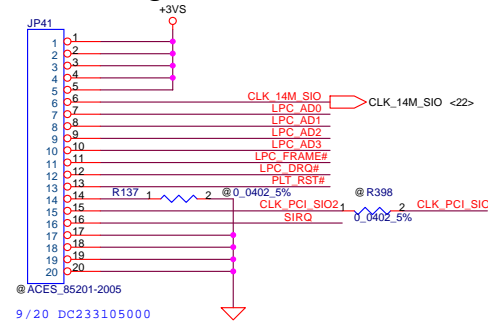 +3VS
JP41
1 1
2 2
3 3
4 4
5 5
6 6 CLK_14M_SIO CLK_14M_SIO <22>
7 7 LPC_AD0
8 8 LPC_AD1
9 9 LPC_AD2
10 10 LPC_AD3
11 11 LPC_FRAME#
12 12 LPC_DRQ#
13 13 PLT_RST#
14 14 R137 1 2 @0_0402_5% @R398
15 15 CLK_PCI_SIO2 1 2 CLK_PCI_SIO
16 16 SIRQ 0_0402_5%
17 17
18 18
19 19
20 20
@ACES_85201-2005
9/20 DC233105000